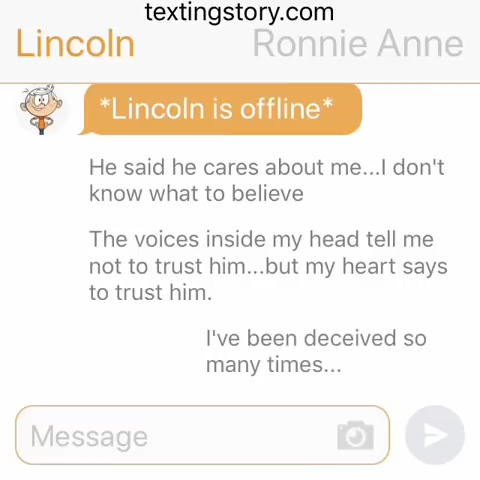 textingstory.com
Lincoln
Ronnie Anne
*Lincoln is offline*
He said he cares about me...I don't
know what to believe
The voices inside my head tell me
not to trust him...but my heart says
to trust him.
I've been deceived so
many times...
Message